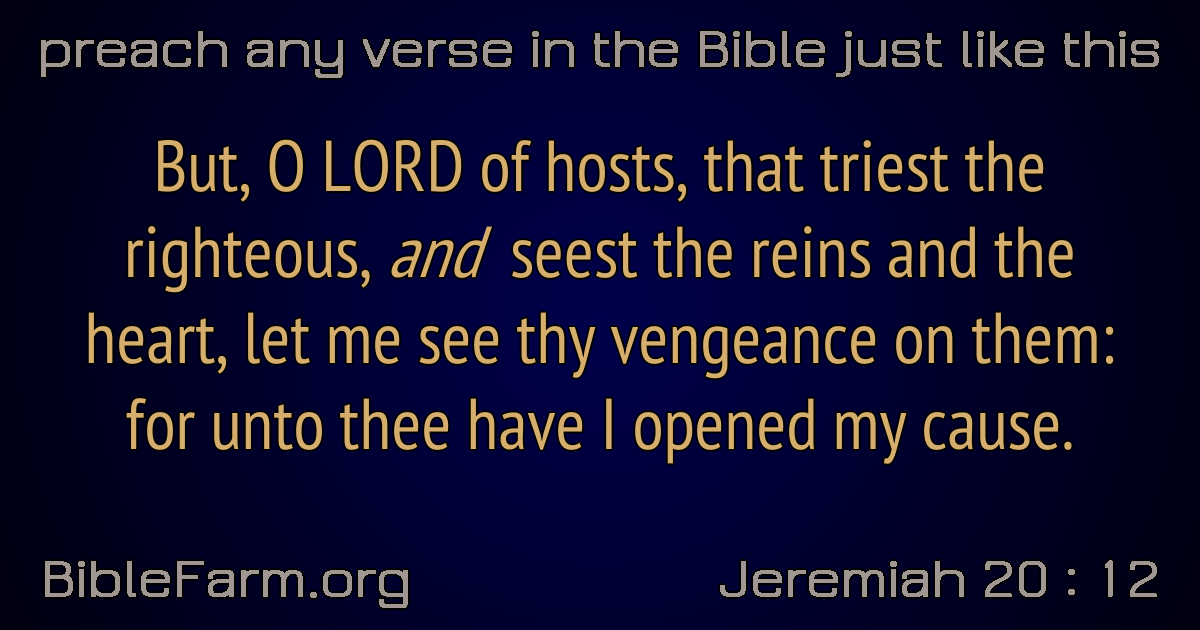 preach any verse in the Bible just like this
But, O LORD of hosts, that triest the
righteous, and seest the reins and the
heart, let me see thy vengeance on them:
for unto thee have I opened my cause.
BibleFarm.org
Jeremiah 20 : 12